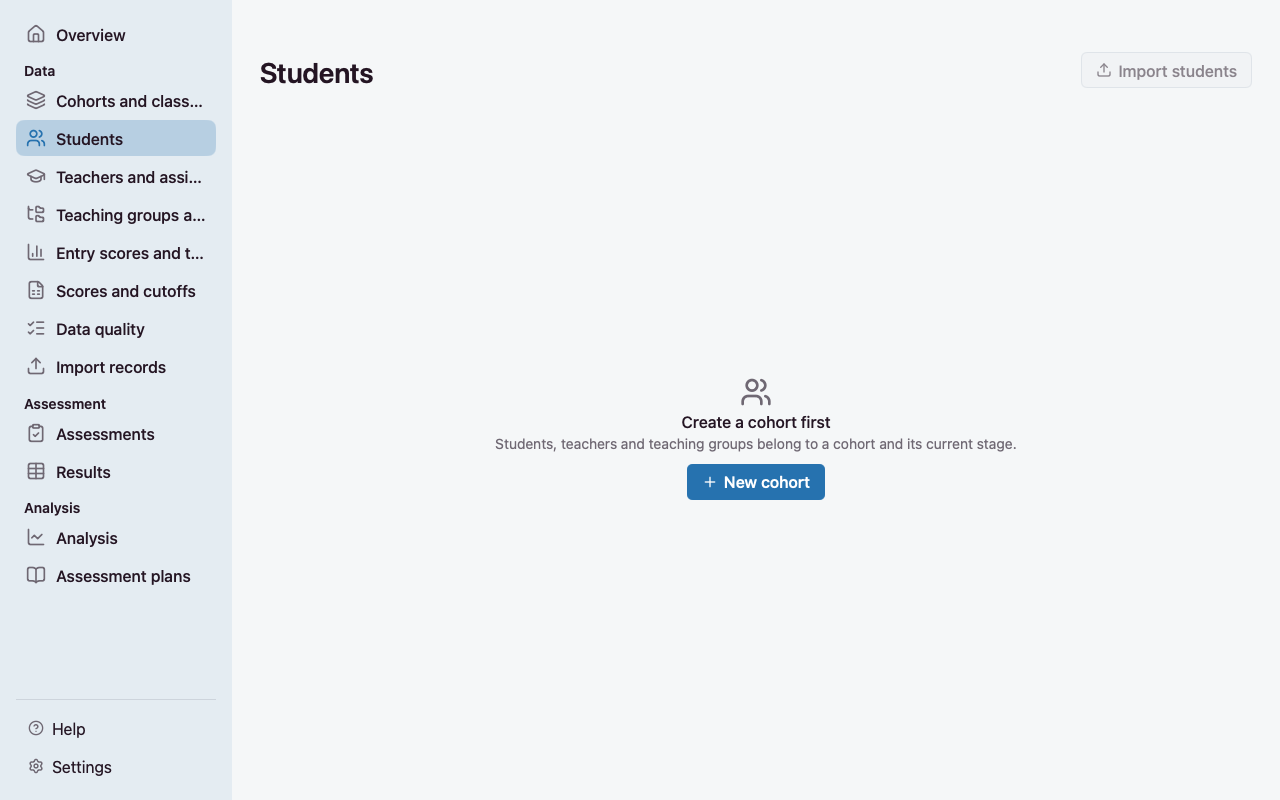 Overview
Data
Cohorts and class...
Students
Teachers and assi...
Teaching groups a...
Entry scores and t...
Scores and cutoffs
Data quality
Import records
Assessment
Assessments
Results
Analysis
Analysis
Assessment plans
Help
Settings
Students
Import students
Create a cohort first
Students, teachers and teaching groups belong to a cohort and its current stage.
New cohort